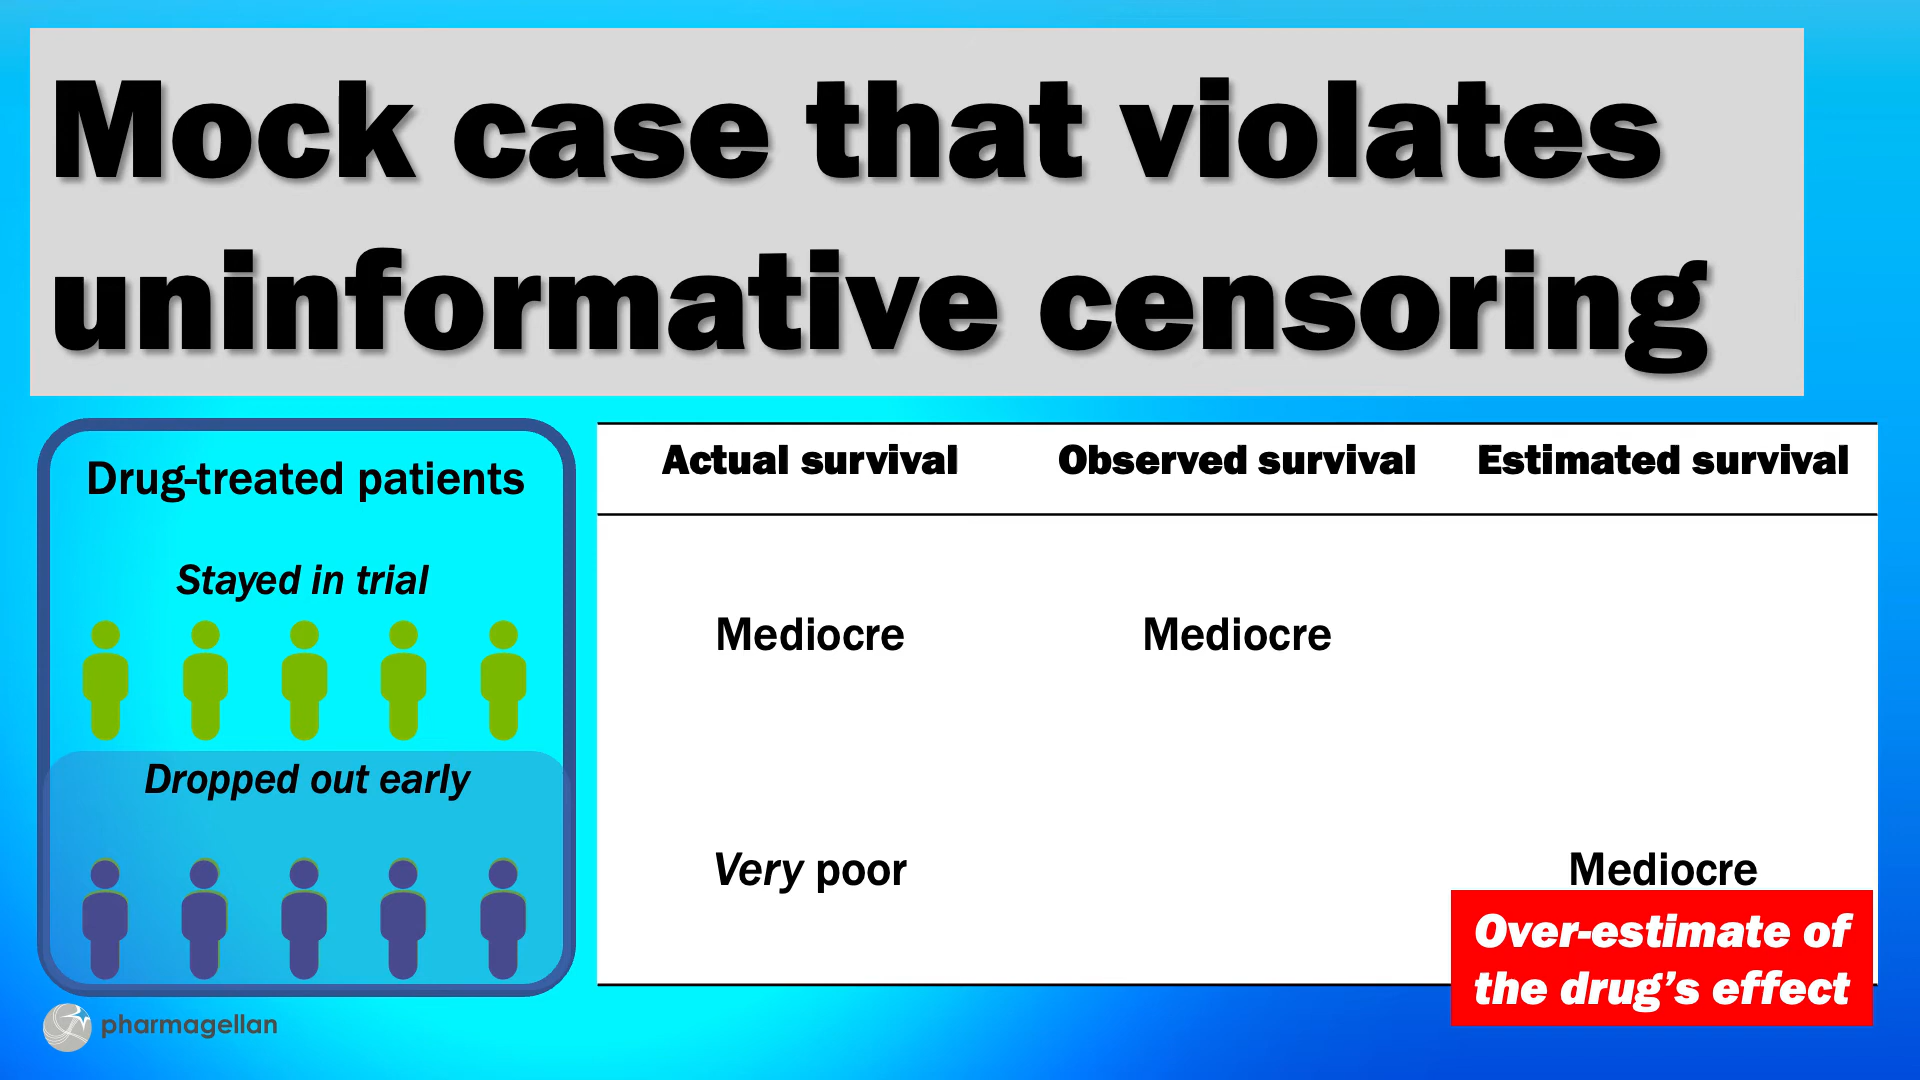 Mock case that violates
uninformative censoring
Drug-treated patients
Stayed in trial
Dropped out early
Actual survival Observed survival Estimated survival
Mediocre Mediocre
Very poor Mediocre
Over-estimate of
the drug’s effect
pharmagellan